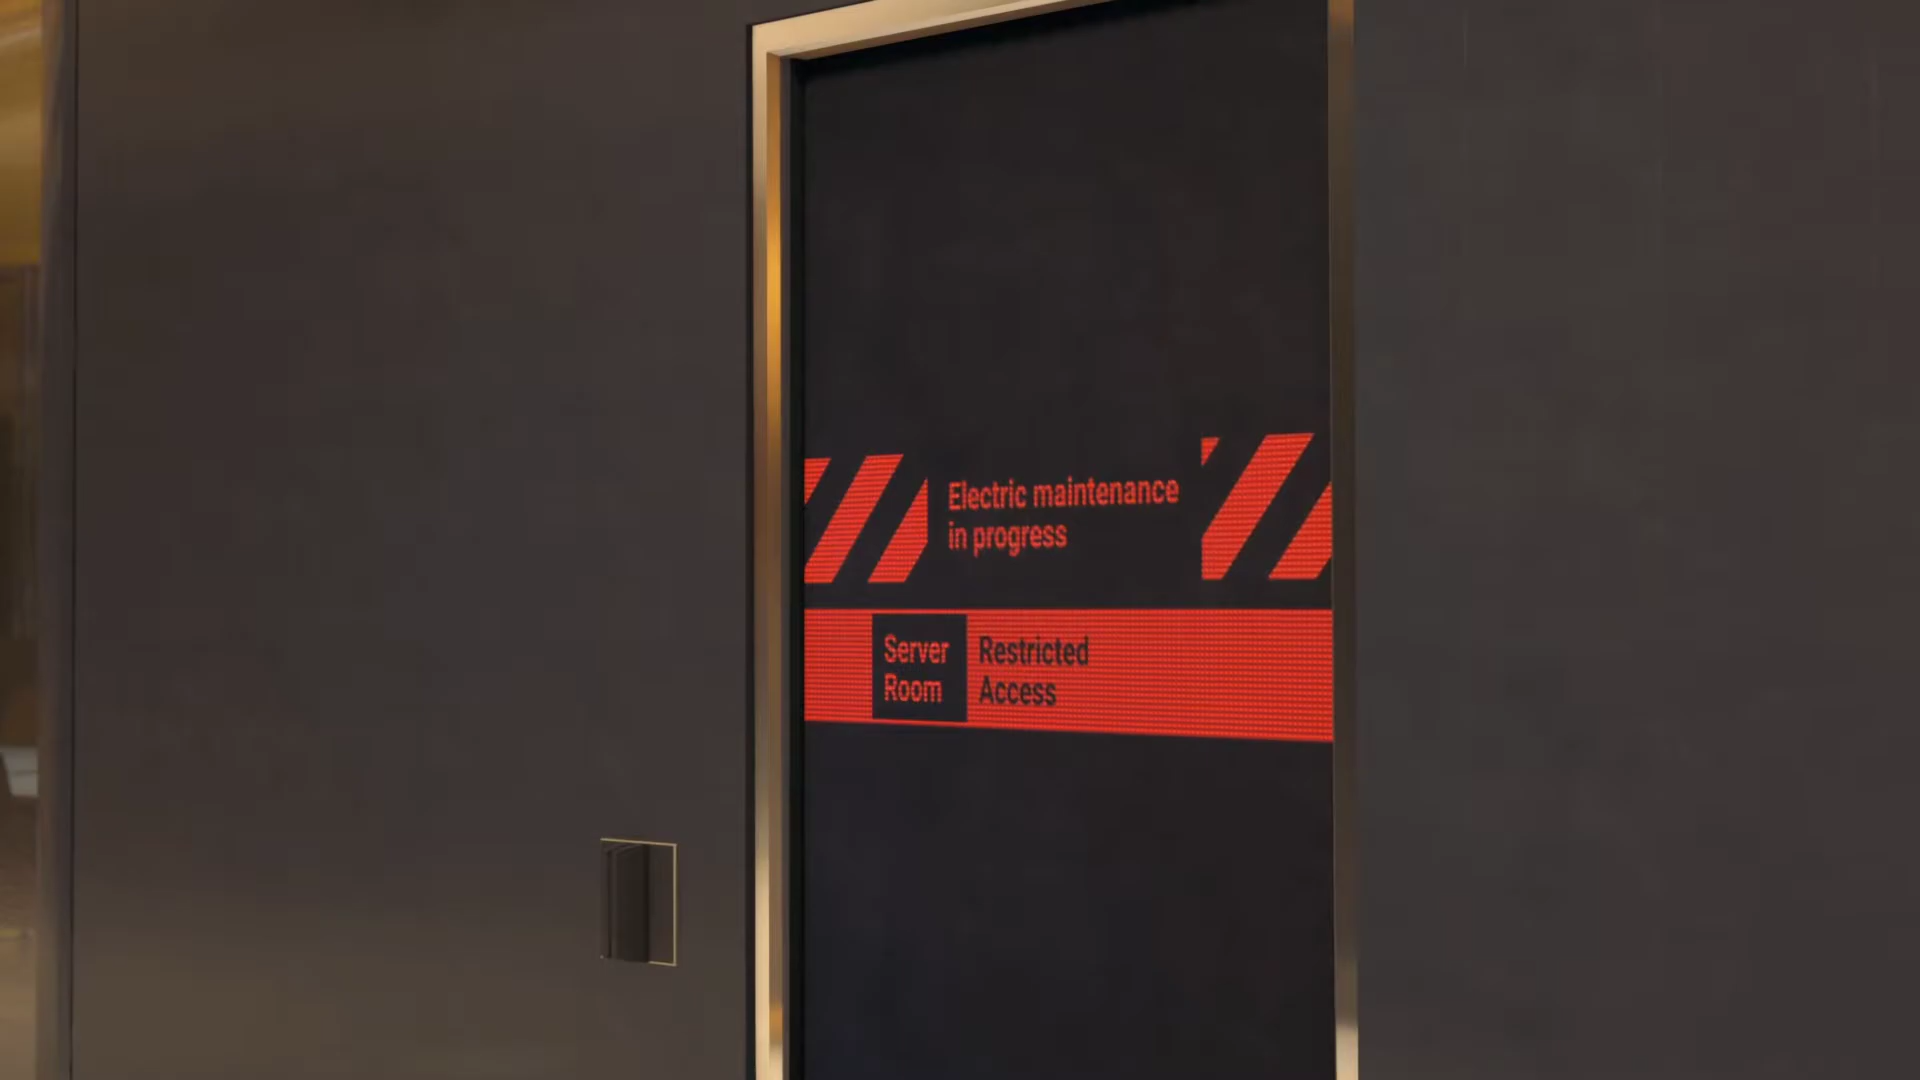 Electric maintenance
in progress
Server
Room
Restricted
Access